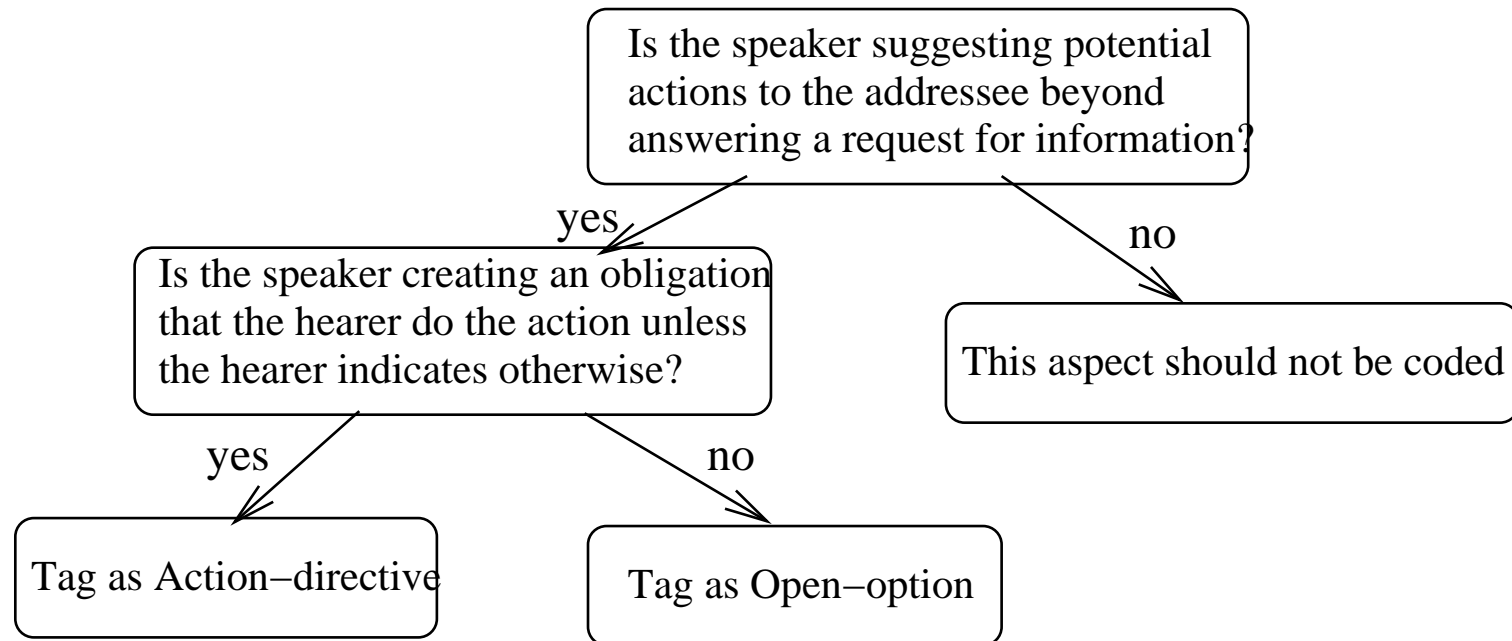 Is the speaker suggesting potential
actions to the addressee beyond
answering a request for information?
yes
no
Is the speaker creating an obligation
that the hearer do the action unless
the hearer indicates otherwise?
This aspect should not be coded
yes
no
Tag as Action−directive
Tag as Open−option